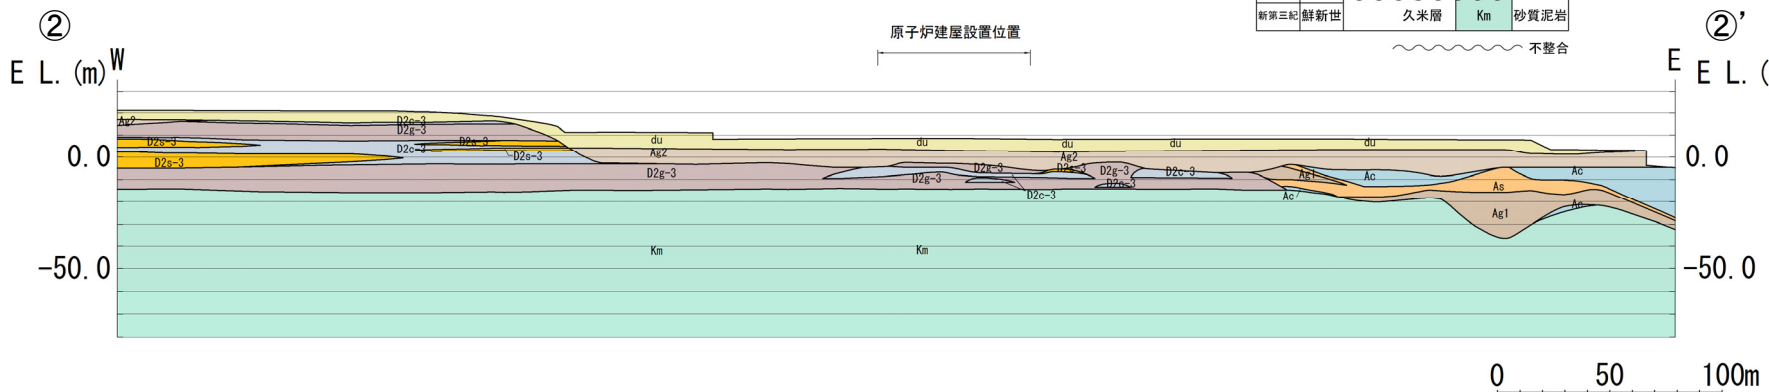 ②
②'
新第三紀 鮮新世 久米層 Km 砂質泥岩
不整合
原子炉建屋設置位置
E L. (m) W
E E L. (
Ag2
D2c-3
D2g-3
D2s-3
D2s-3
D2c-3
D2s-3
D2s-3
0.0
0.0
du
du
du
du
du
Ag2
Ag2
D2g-3
D2g-3
D2g-3
D2s-3
D2g-3
D2c-3
D2c-3
D2c-3
Ag1
Ac
Ac
Ac
As
Ag1
Ac
Km
Km
-50.0
-50.0
0 50 100m